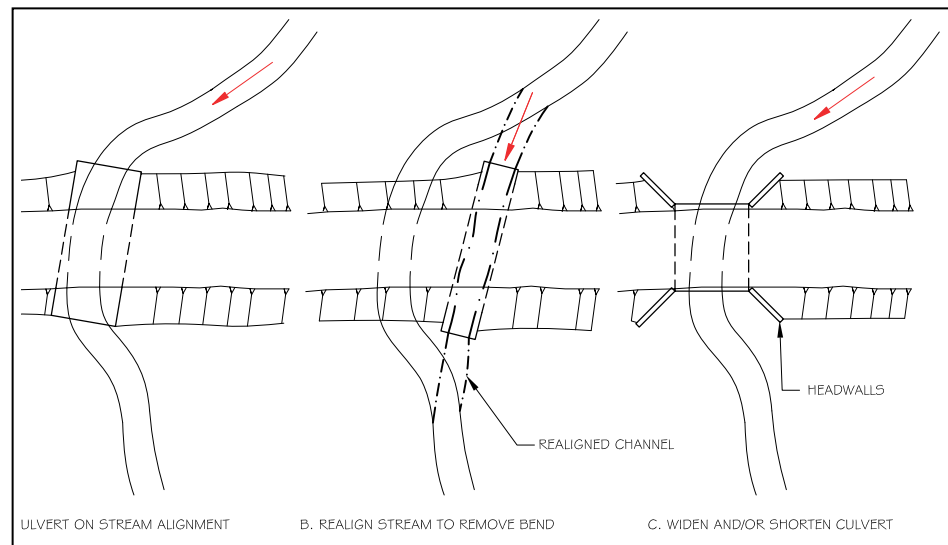 HEADWALLS
REALIGNED CHANNEL
ULVERT ON STREAM ALIGNMENT
B. REALIGN STREAM TO REMOVE BEND
C. WIDEN AND/OR SHORTEN CULVERT